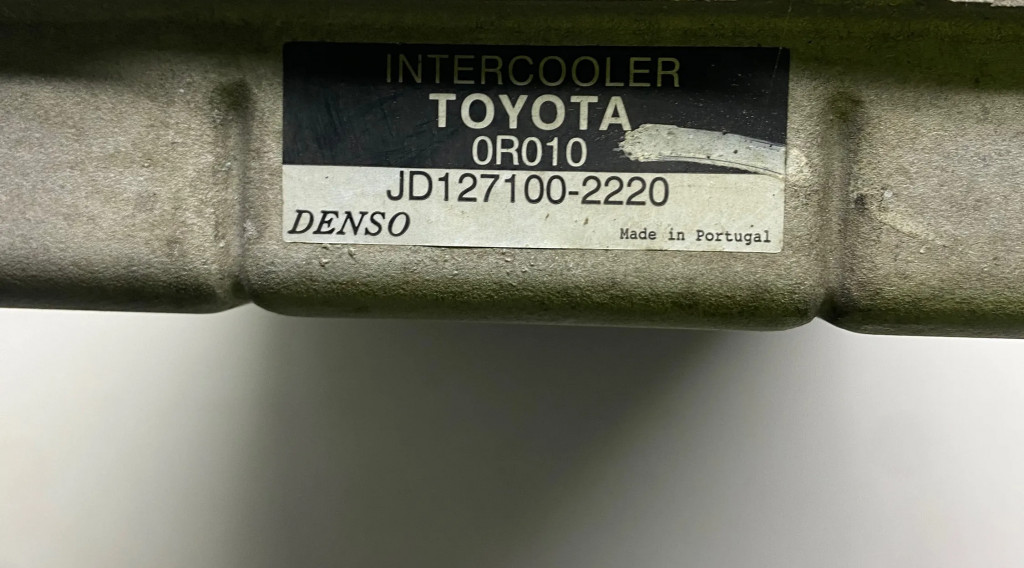 INTERCOOLER
TOYOTA
0R010
JD127100-2220
DENSO
Made in Portugal